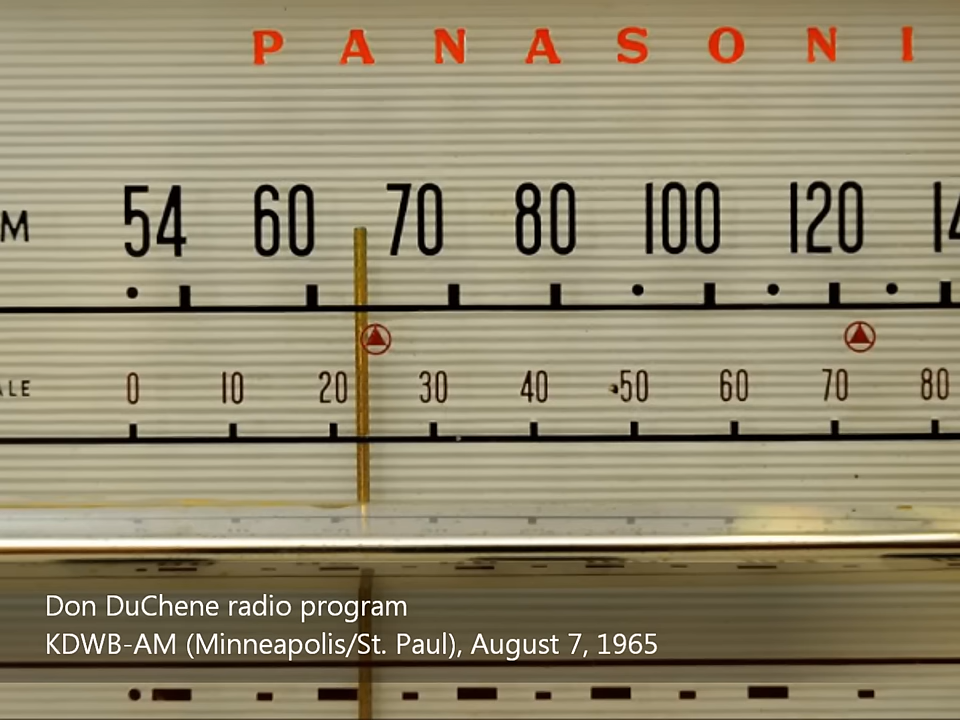 PANASONI
M 54 60 70 80 100 120 14
ALE 0 10 20 30 40 50 60 70 80
Don DuChene radio program
KDWB-AM (Minneapolis/St. Paul), August 7, 1965